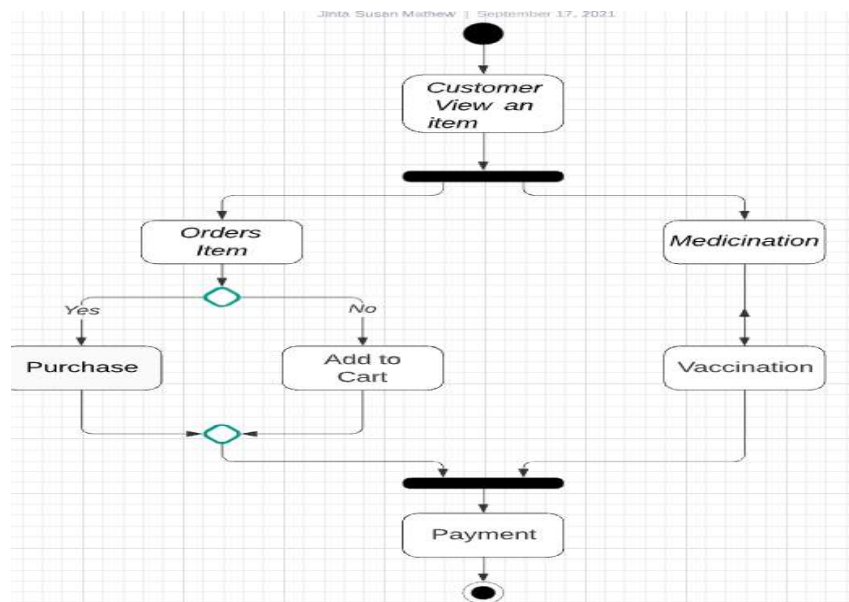 Jinta Susan Mathew | September 17, 2021
Customer
View an
item
Orders
Item
Medicination
Yes
No
Purchase
Add to
Cart
Vaccination
Payment